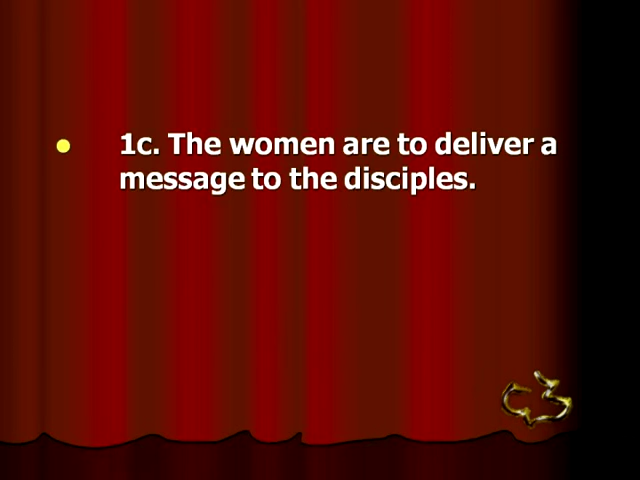 1c. The women are to deliver a
message to the disciples.